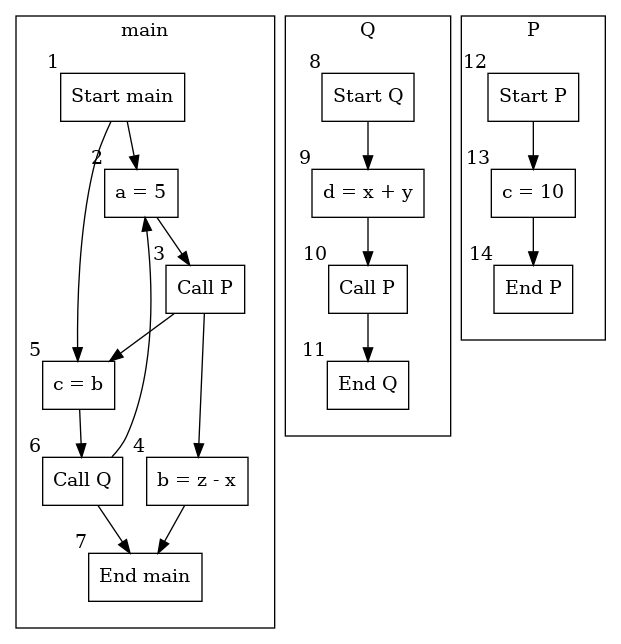 main
1
Start main
2
a = 5
3
Call P
5
c = b
6
Call Q
4
b = z - x
7
End main
Q
8
Start Q
9
d = x + y
10
Call P
11
End Q
P
12
Start P
13
c = 10
14
End P